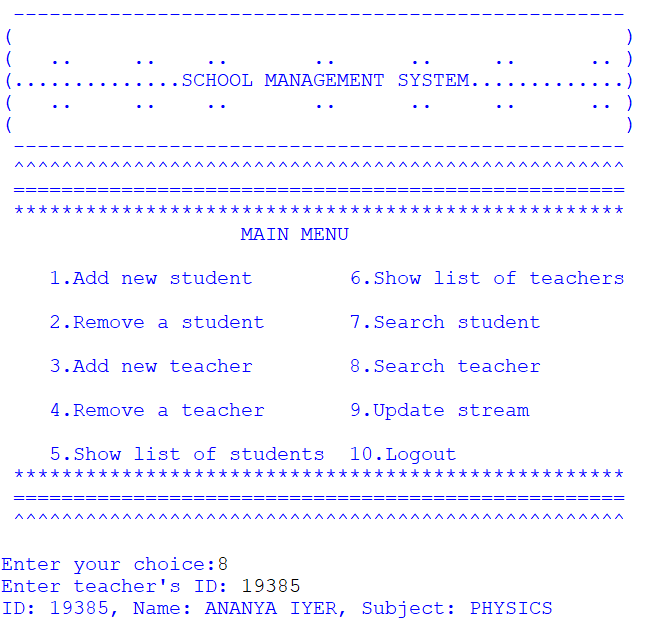 ---------------------------------------------------
(                                                   )
(   ..     ..    ..       ..      ..     ..      .. )
(..............SCHOOL MANAGEMENT SYSTEM.............)
(   ..     ..    ..       ..      ..     ..      .. )
(                                                   )
---------------------------------------------------
^^^^^^^^^^^^^^^^^^^^^^^^^^^^^^^^^^^^^^^^^^^^^^^^^^^
===================================================
***************************************************
MAIN MENU
1.Add new student        6.Show list of teachers
2.Remove a student       7.Search student
3.Add new teacher        8.Search teacher
4.Remove a teacher       9.Update stream
5.Show list of students  10.Logout
***************************************************
===================================================
^^^^^^^^^^^^^^^^^^^^^^^^^^^^^^^^^^^^^^^^^^^^^^^^^^^
Enter your choice:8
Enter teacher's ID: 19385
ID: 19385, Name: ANANYA IYER, Subject: PHYSICS